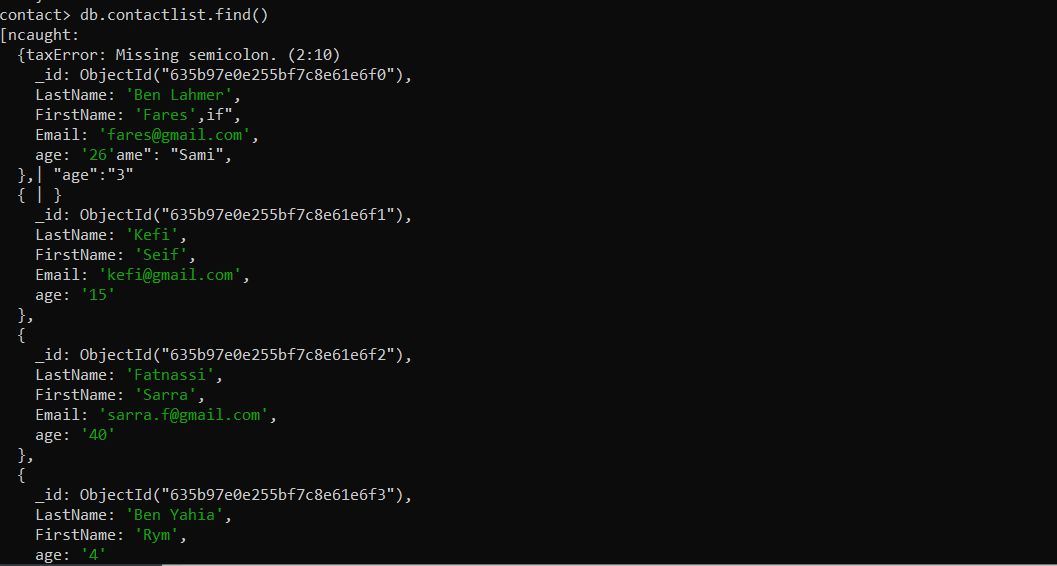 contact> db.contactlist.find()
[ncaught:
  {taxError: Missing semicolon. (2:10)
    _id: ObjectId("635b97e0e255bf7c8e61e6f0"),
    LastName: 'Ben Lahmer',
    FirstName: 'Fares',if",
    Email: 'fares@gmail.com',
    age: '26'ame": "Sami",
  },| "age":"3"
  { | }
    _id: ObjectId("635b97e0e255bf7c8e61e6f1"),
    LastName: 'Kefi',
    FirstName: 'Seif',
    Email: 'kefi@gmail.com',
    age: '15'
  },
  {
    _id: ObjectId("635b97e0e255bf7c8e61e6f2"),
    LastName: 'Fatnassi',
    FirstName: 'Sarra',
    Email: 'sarra.f@gmail.com',
    age: '40'
  },
  {
    _id: ObjectId("635b97e0e255bf7c8e61e6f3"),
    LastName: 'Ben Yahia',
    FirstName: 'Rym',
    age: '4'